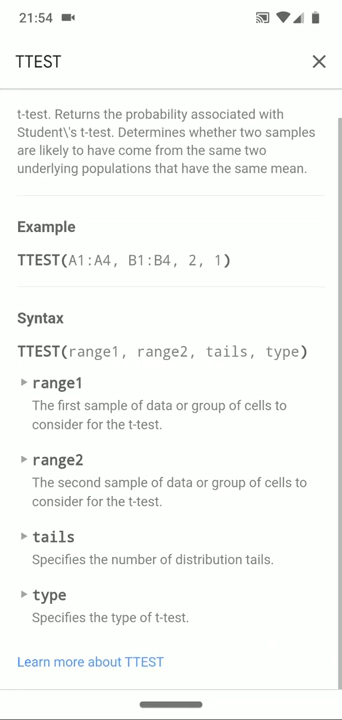 21:54
TTEST
t-test. Returns the probability associated with
Student\'s t-test. Determines whether two samples
are likely to have come from the same two
underlying populations that have the same mean.
Example
TTEST(A1:A4, B1:B4, 2, 1)
Syntax
TTEST(range1, range2, tails, type)
range1
The first sample of data or group of cells to
consider for the t-test.
range2
The second sample of data or group of cells to
consider for the t-test.
tails
Specifies the number of distribution tails.
type
Specifies the type of t-test.
Learn more about TTEST